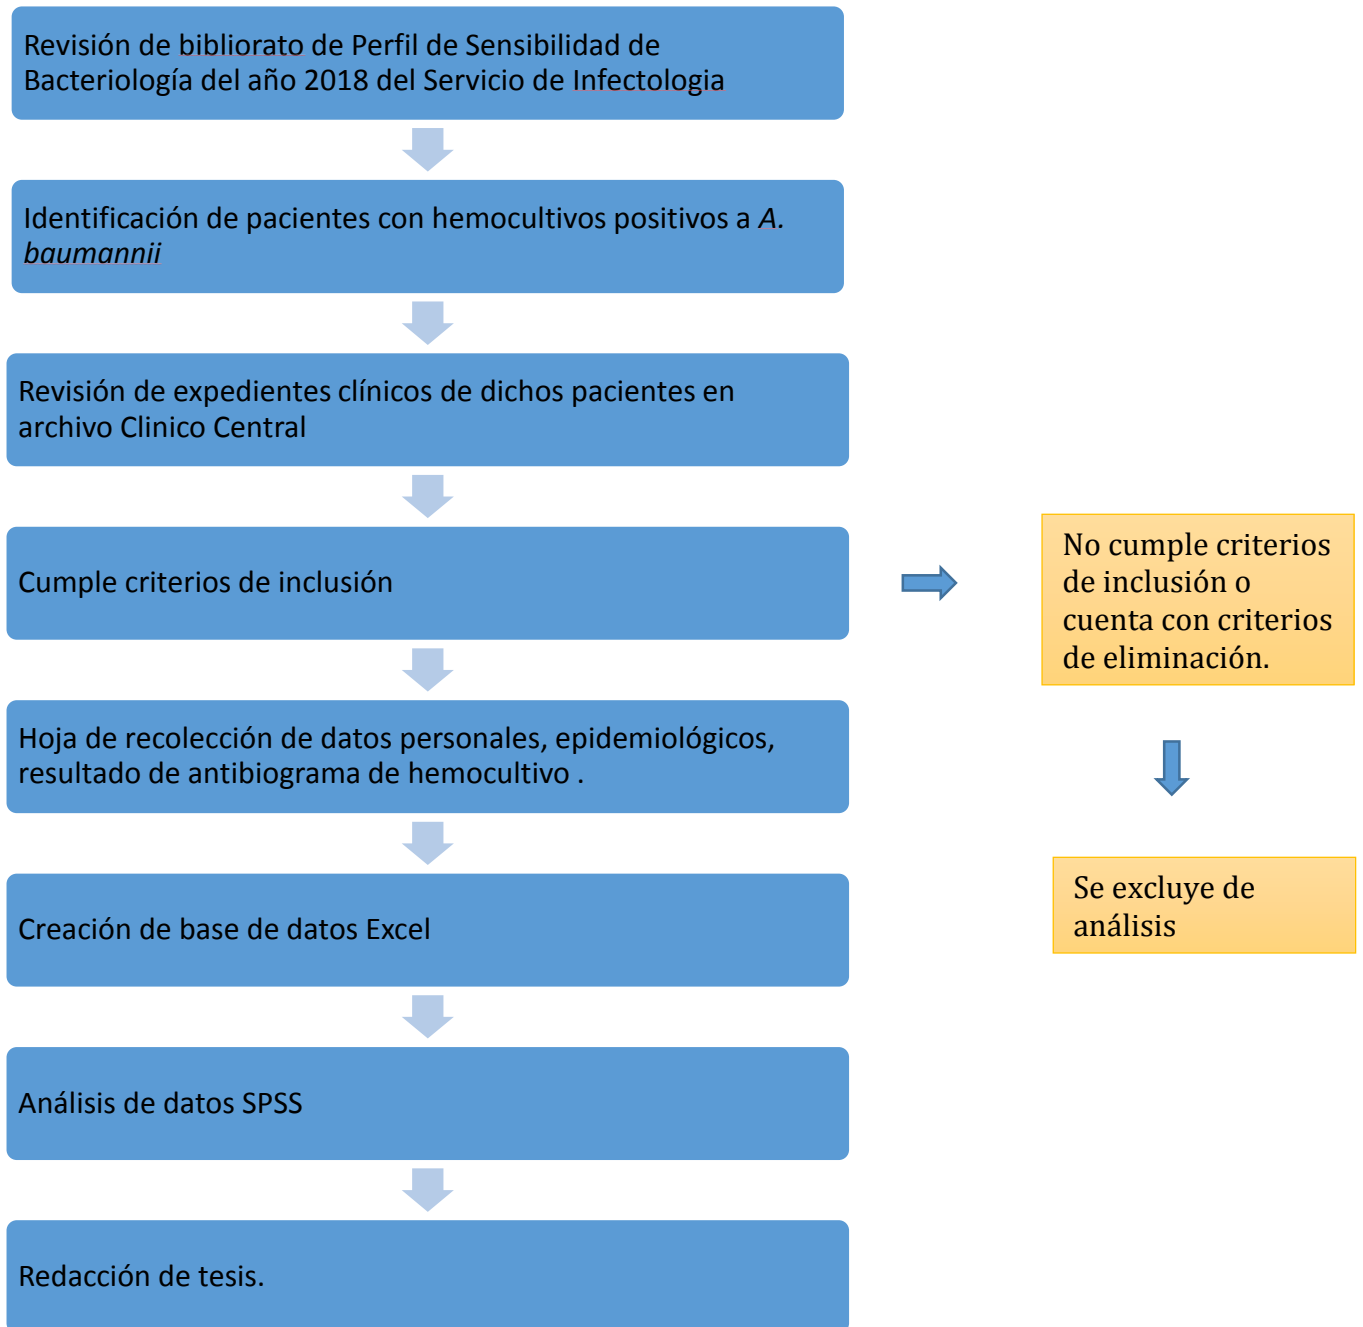 Revisión de bibliorato de Perfil de Sensibilidad de
Bacteriología del año 2018 del Servicio de Infectologia
Identificación de pacientes con hemocultivos positivos a A.
baumannii
Revisión de expedientes clínicos de dichos pacientes en
archivo Clinico Central
Cumple criterios de inclusión
No cumple criterios
de inclusión o
cuenta con criterios
de eliminación.
Hoja de recolección de datos personales, epidemiológicos,
resultado de antibiograma de hemocultivo .
Se excluye de
análisis
Creación de base de datos Excel
Análisis de datos SPSS
Redacción de tesis.